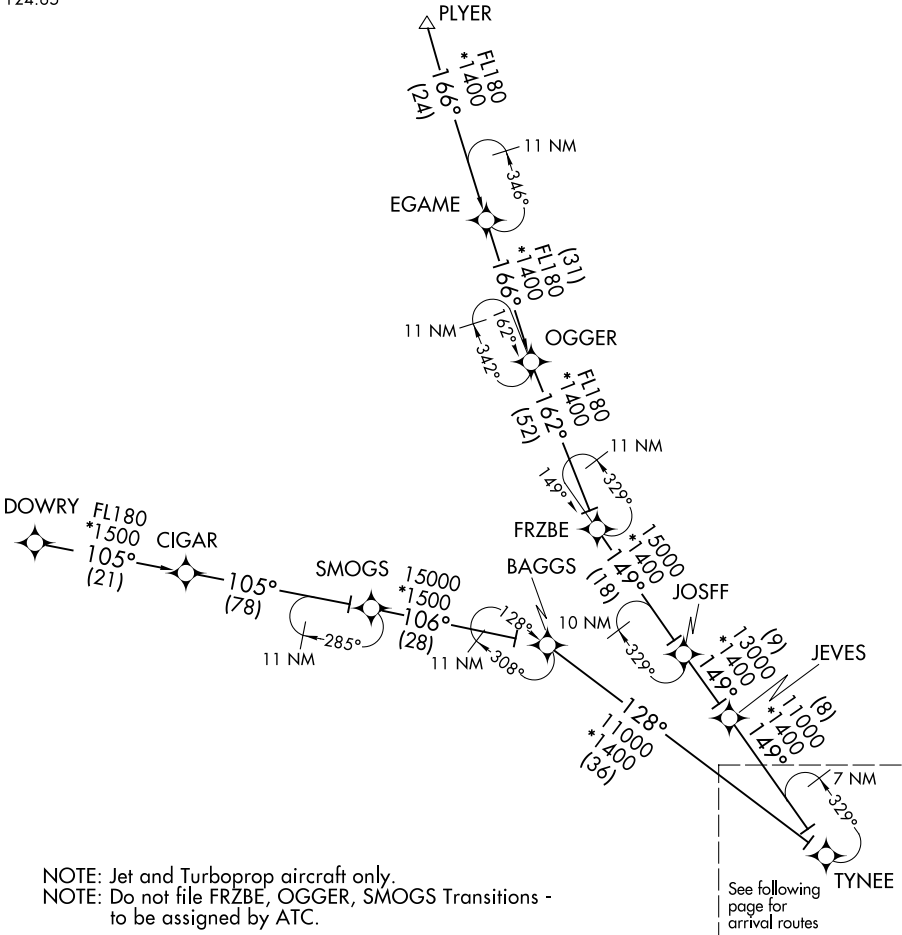 124.85
PLYER
FL180
*1400
166°
(24)
11 NM
346°
EGAME
(31)
FL180
*1400
166°
11 NM
162°
342°
OGGER
FL180
*1400
162°
(52)
11 NM
149°
329°
FRZBE
DOWRY
FL180
*1500
105°
(21)
CIGAR
105°
(78)
SMOGS
285°
11 NM
15000
*1500
106°
(28)
11 NM
128°
308°
BAGGS
15000
*1400
149°
(18)
JOSFF
10 NM
329°
(9)
13000
*1400
149°
JEVES
(8)
11000
*1400
149°
128°
11000
*1400
(36)
7 NM
329°
TYNEE
See following
page for
arrival routes
NOTE: Jet and Turboprop aircraft only.
NOTE: Do not file FRZBE, OGGER, SMOGS Transitions -
to be assigned by ATC.